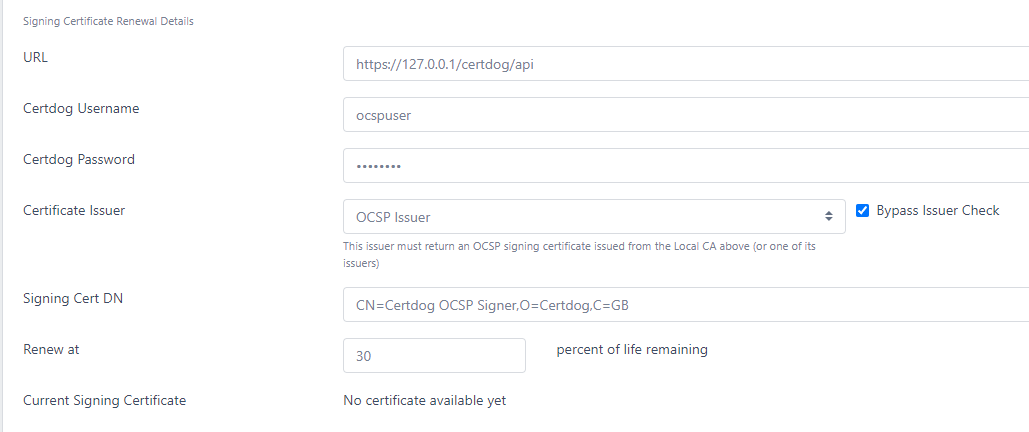 Signing Certificate Renewal Details
URL
https://127.0.0.1/certdog/api
Certdog Username
ocspuser
Certdog Password
••••••••
Certificate Issuer
OCSP Issuer
Bypass Issuer Check
This issuer must return an OCSP signing certificate issued from the Local CA above (or one of its
issuers)
Signing Cert DN
CN=Certdog OCSP Signer,O=Certdog,C=GB
Renew at
30
percent of life remaining
Current Signing Certificate
No certificate available yet